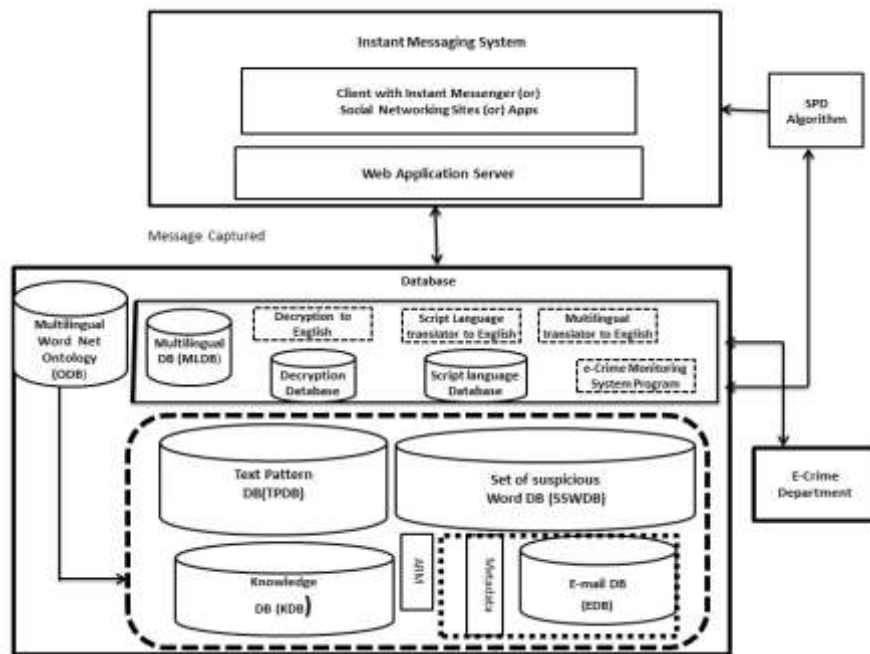 Instant Messaging System
Client with Instant Messenger (or)
Social Networking Sites (or) Apps
Web Application Server
SPD
Algorithm
Message Captured
Database
Multilingual
Word Net
Ontology
(ODB)
Multilingual
DB (MLDB)
Decryption to
English
Script Language
translator to English
Multilingual
translator to English
Decryption
Database
Script language
Database
e-Crime Monitoring
System Program
E-Crime
Department
Text Pattern
DB(TPDB)
Set of suspicious
Word DB (SSWDB)
Knowledge
DB (KDB)
ARM
Metadata
E-mail DB
(EDB)